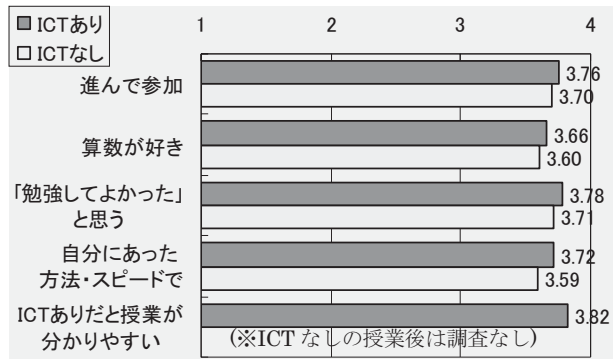 ICTあり
ICTなし
1 2 3 4
進んで参加
3.76
3.70
算数が好き
3.66
3.60
「勉強してよかった」
と思う
3.78
3.71
自分にあった
方法・スピードで
3.72
3.59
ICTありだと授業が
分かりやすい
3.82
(※ICT なしの授業後は調査なし)